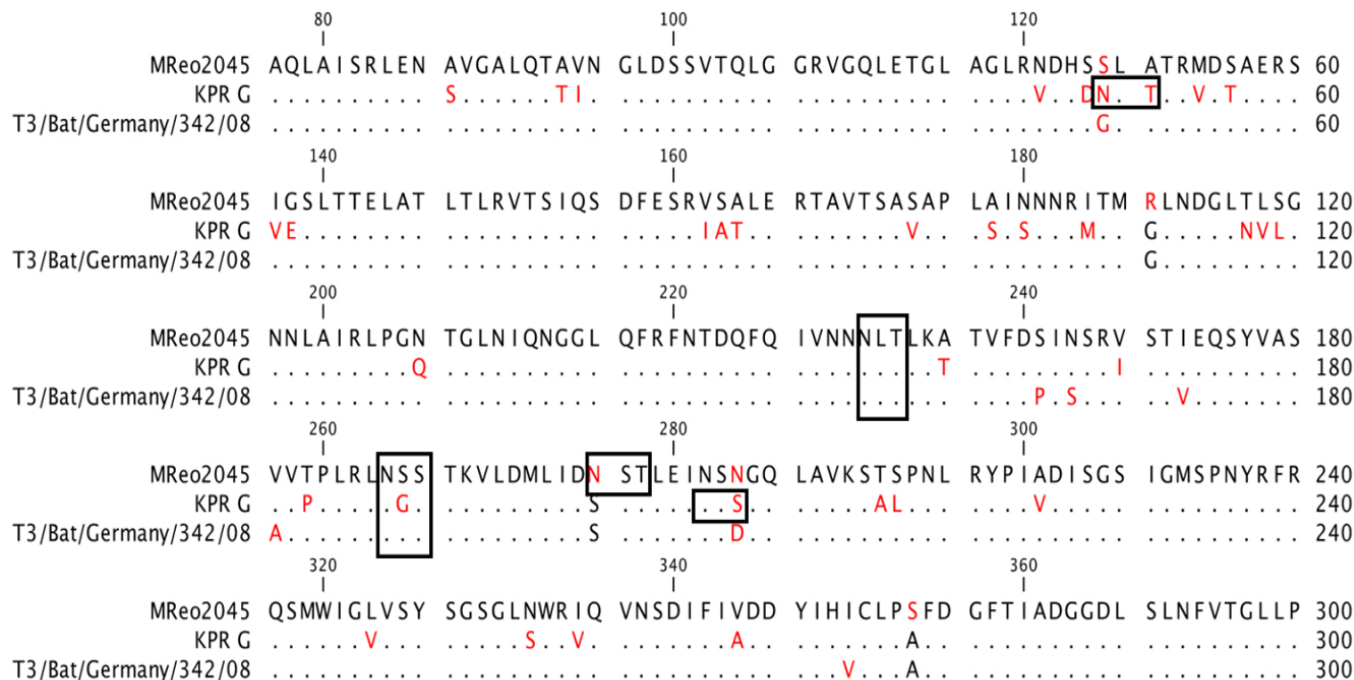 80 100 120
MReo2045 AQLAISRLEN AVGALQTAVN GLDSSVTQLG GRVGQLETGL AGLRNDHSSL ATRMDSAERS 60
KPR G .......... S......TI. .......... .......... ....V..DN. T..V.T.... 60
T3/Bat/Germany/342/08 .......... .......... .......... .......... ........G. .......... 60
140 160 180
MReo2045 IGSLTTELAT LTLRVTSIQS DFESRVSALE RTAVTSASAP LAINNNRITM RLNDGLTLSG 120
KPR G VE........ .......... .....IAT.. .......V.. .S.S...M.. G.....NVL. 120
T3/Bat/Germany/342/08 .......... .......... .......... .......... .......... G......... 120
200 220 240
MReo2045 NNLAIRLPGN TGLNIQNGGL QFRFNTDQFQ IVNNNLTLKA TVFDSINSRV STIEQSYVAS 180
KPR G .........Q .......... .......... .........T .........I .......... 180
T3/Bat/Germany/342/08 .......... .......... .......... .......... ....P.S... ..V....... 180
260 280 300
MReo2045 VVTPLRLNSS TKVLDMLIDN STLEINSNGQ LAVKSTSPNL RYPIADISGS IGMSPNYRFR 240
KPR G ..P.....G. .........S .......S.. .....AL... ....V..... .......... 240
T3/Bat/Germany/342/08 A......... .........S .......D.. .......... .......... .......... 240
320 340 360
MReo2045 QSMWIGLVSY SGSGLNWRIQ VNSDIFIVDD YIHICLPSFD GFTIADGGDL SLNFVTGLLP 300
KPR G ......V... .....S..V. .......A.. .......A.. .......... .......... 300
T3/Bat/Germany/342/08 .......... .......... .......... ...V...A.. .......... .......... 300